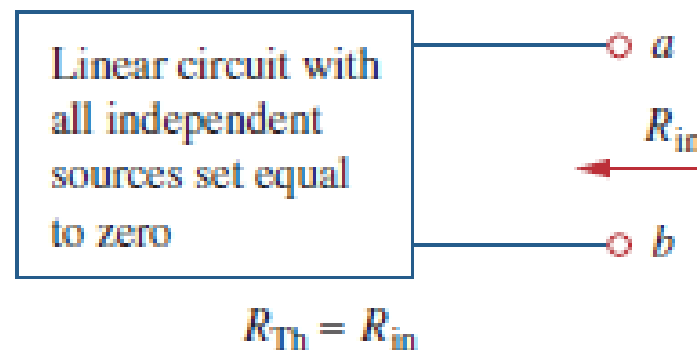 Linear circuit with
all independent
sources set equal
to zero
a
R_in
b
R_Th = R_in